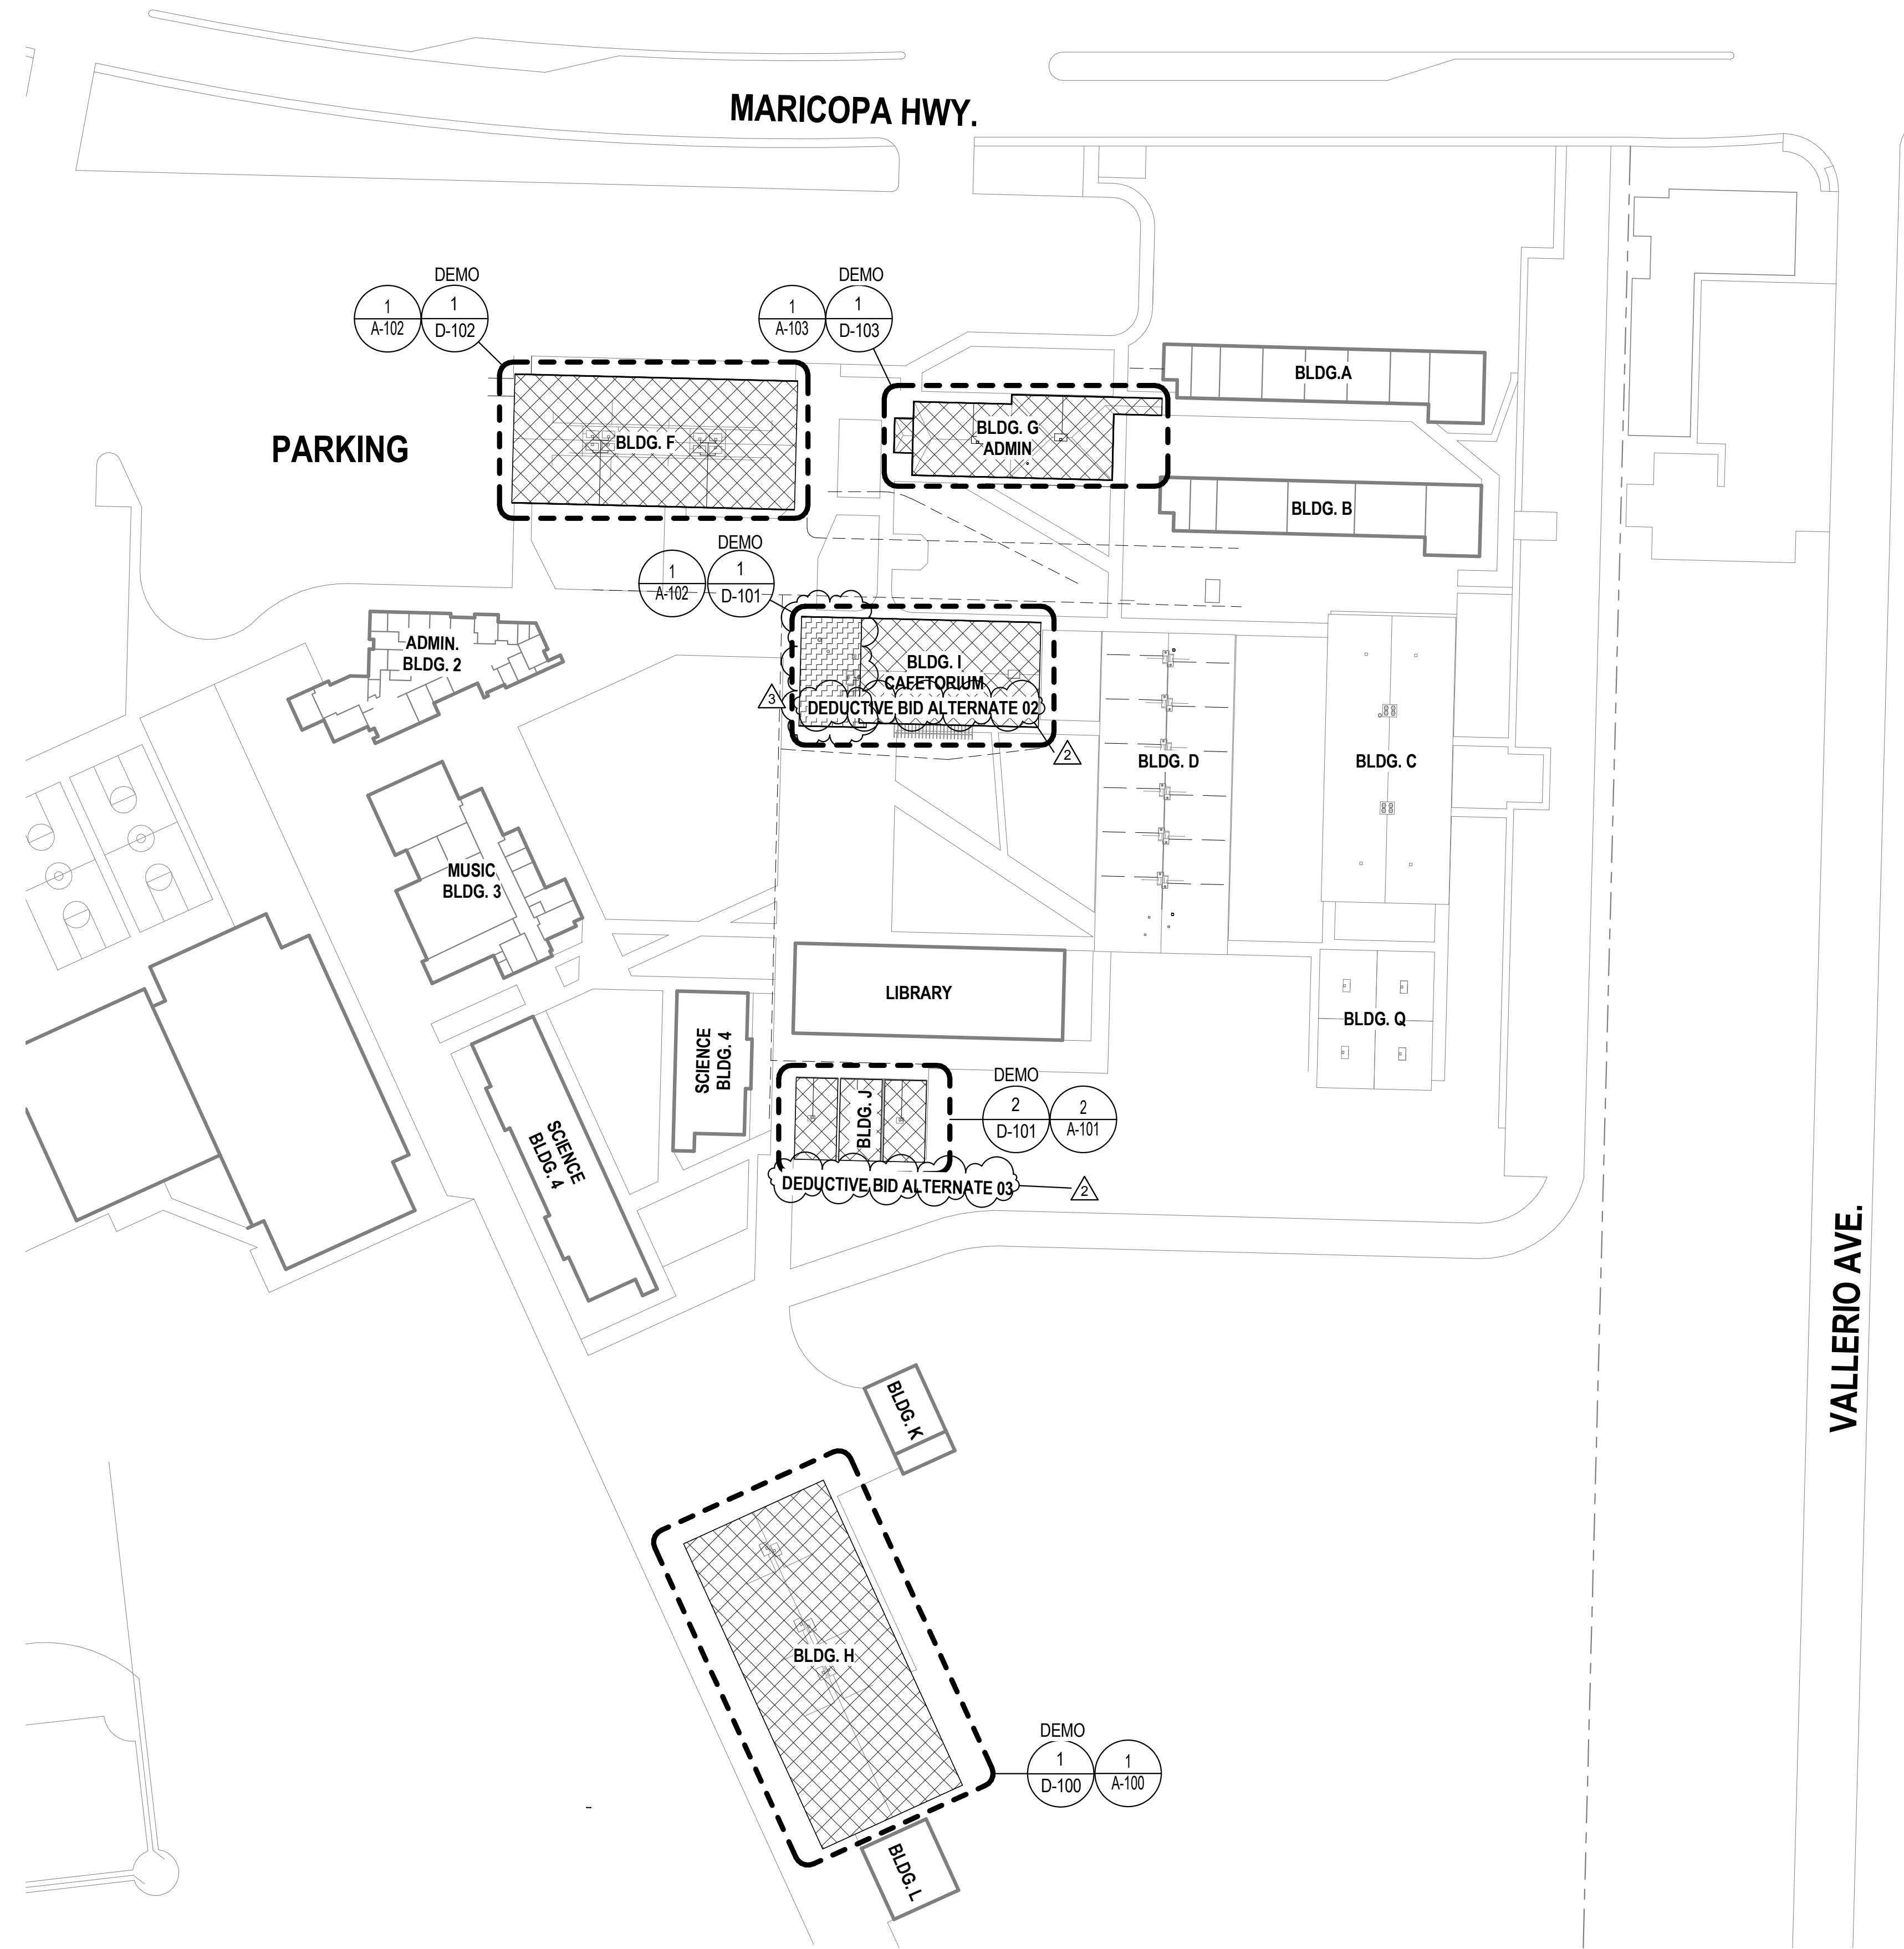 MARICOPA HWY.
DEMO
1
A-102
1
D-102
DEMO
1
A-103
1
D-103
BLDG.A
PARKING
BLDG. F
BLDG. G
ADMIN
BLDG. B
DEMO
1
A-102
1
D-101
ADMIN.
BLDG. 2
BLDG. I
CAFETORIUM
DEDUCTIVE BID ALTERNATE 02
3
2
BLDG. D
BLDG. C
MUSIC
BLDG. 3
LIBRARY
BLDG. Q
SCIENCE
BLDG. 4
SCIENCE
BLDG. 4
BLDG. J
DEMO
2
D-101
2
A-101
DEDUCTIVE BID ALTERNATE 03
2
VALLERIO AVE.
BLDG. K
BLDG. H
DEMO
1
D-100
1
A-100
--
BLDG. L